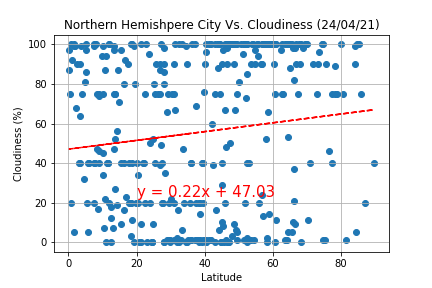 Northern Hemishpere City Vs. Cloudiness (24/04/21)
100
80
60
40
20
0
Cloudiness (%)
y = 0.22x + 47.03
0 20 40 60 80
Latitude